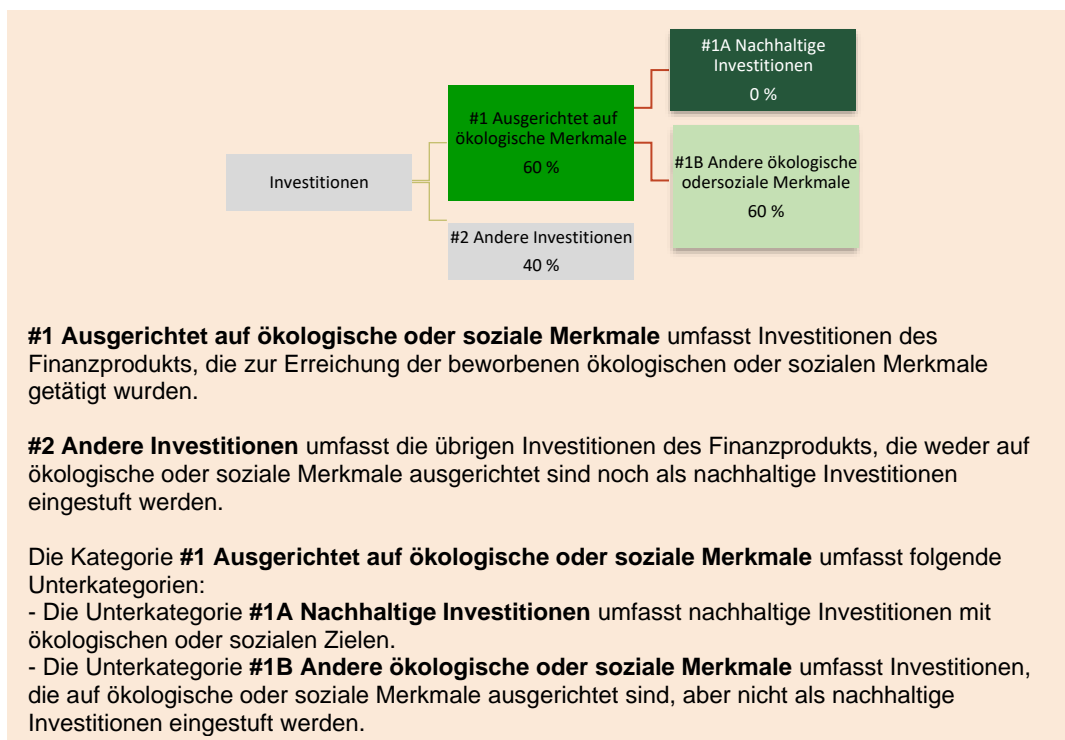 #1A Nachhaltige
Investitionen
0 %
#1 Ausgerichtet auf
ökologische Merkmale
60 %
#1B Andere ökologische
odersoziale Merkmale
60 %
Investitionen
#2 Andere Investitionen
40 %
#1 Ausgerichtet auf ökologische oder soziale Merkmale umfasst Investitionen des
Finanzprodukts, die zur Erreichung der beworbenen ökologischen oder sozialen Merkmale
getätigt wurden.
#2 Andere Investitionen umfasst die übrigen Investitionen des Finanzprodukts, die weder auf
ökologische oder soziale Merkmale ausgerichtet sind noch als nachhaltige Investitionen
eingestuft werden.
Die Kategorie #1 Ausgerichtet auf ökologische oder soziale Merkmale umfasst folgende
Unterkategorien:
- Die Unterkategorie #1A Nachhaltige Investitionen umfasst nachhaltige Investitionen mit
ökologischen oder sozialen Zielen.
- Die Unterkategorie #1B Andere ökologische oder soziale Merkmale umfasst Investitionen,
die auf ökologische oder soziale Merkmale ausgerichtet sind, aber nicht als nachhaltige
Investitionen eingestuft werden.